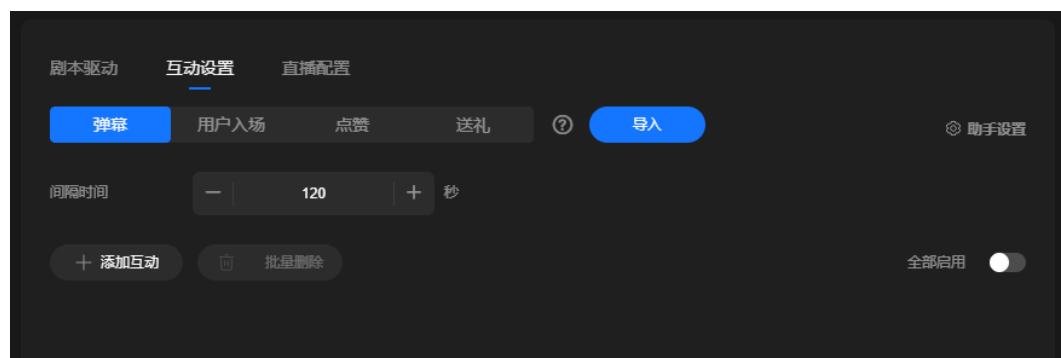 剧本驱动 互动设置 直播配置
弹幕 用户入场 点赞 送礼 ? 导入 助手设置
间隔时间 — 120 + 秒
+ 添加互动 批量删除 全部启用